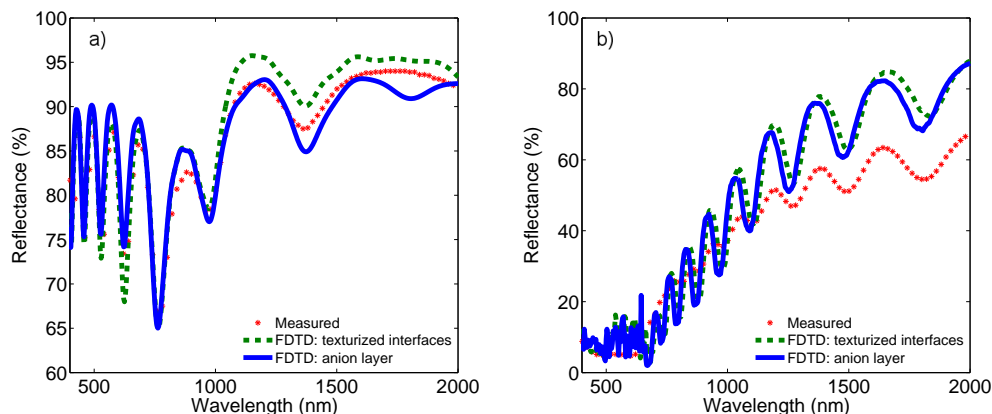 a)
Reflectance (%)
95
90
85
80
75
70
65
60
500
1000
1500
2000
Wavelength (nm)
Measured
FDTD: texturized interfaces
FDTD: anion layer
b)
Reflectance (%)
100
80
60
40
20
0
500
1000
1500
2000
Wavelength (nm)
Measured
FDTD: texturized interfaces
FDTD: anion layer